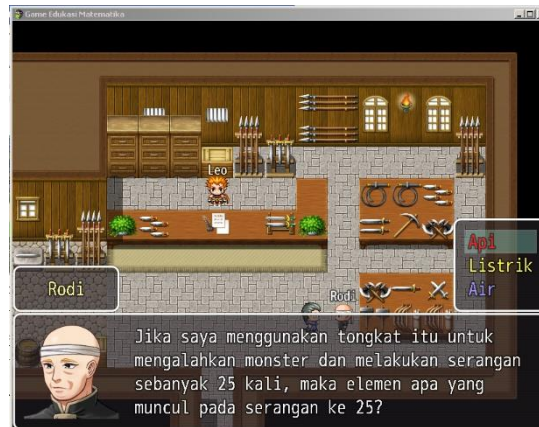 Game Edukasi Matematika
Leo
Api
Listrik
Air
Rodi
Rodi
Jika saya menggunakan tongkat itu untuk
mengalahkan monster dan melakukan serangan
sebanyak 25 kali, maka elemen apa yang
muncul pada serangan ke 25?